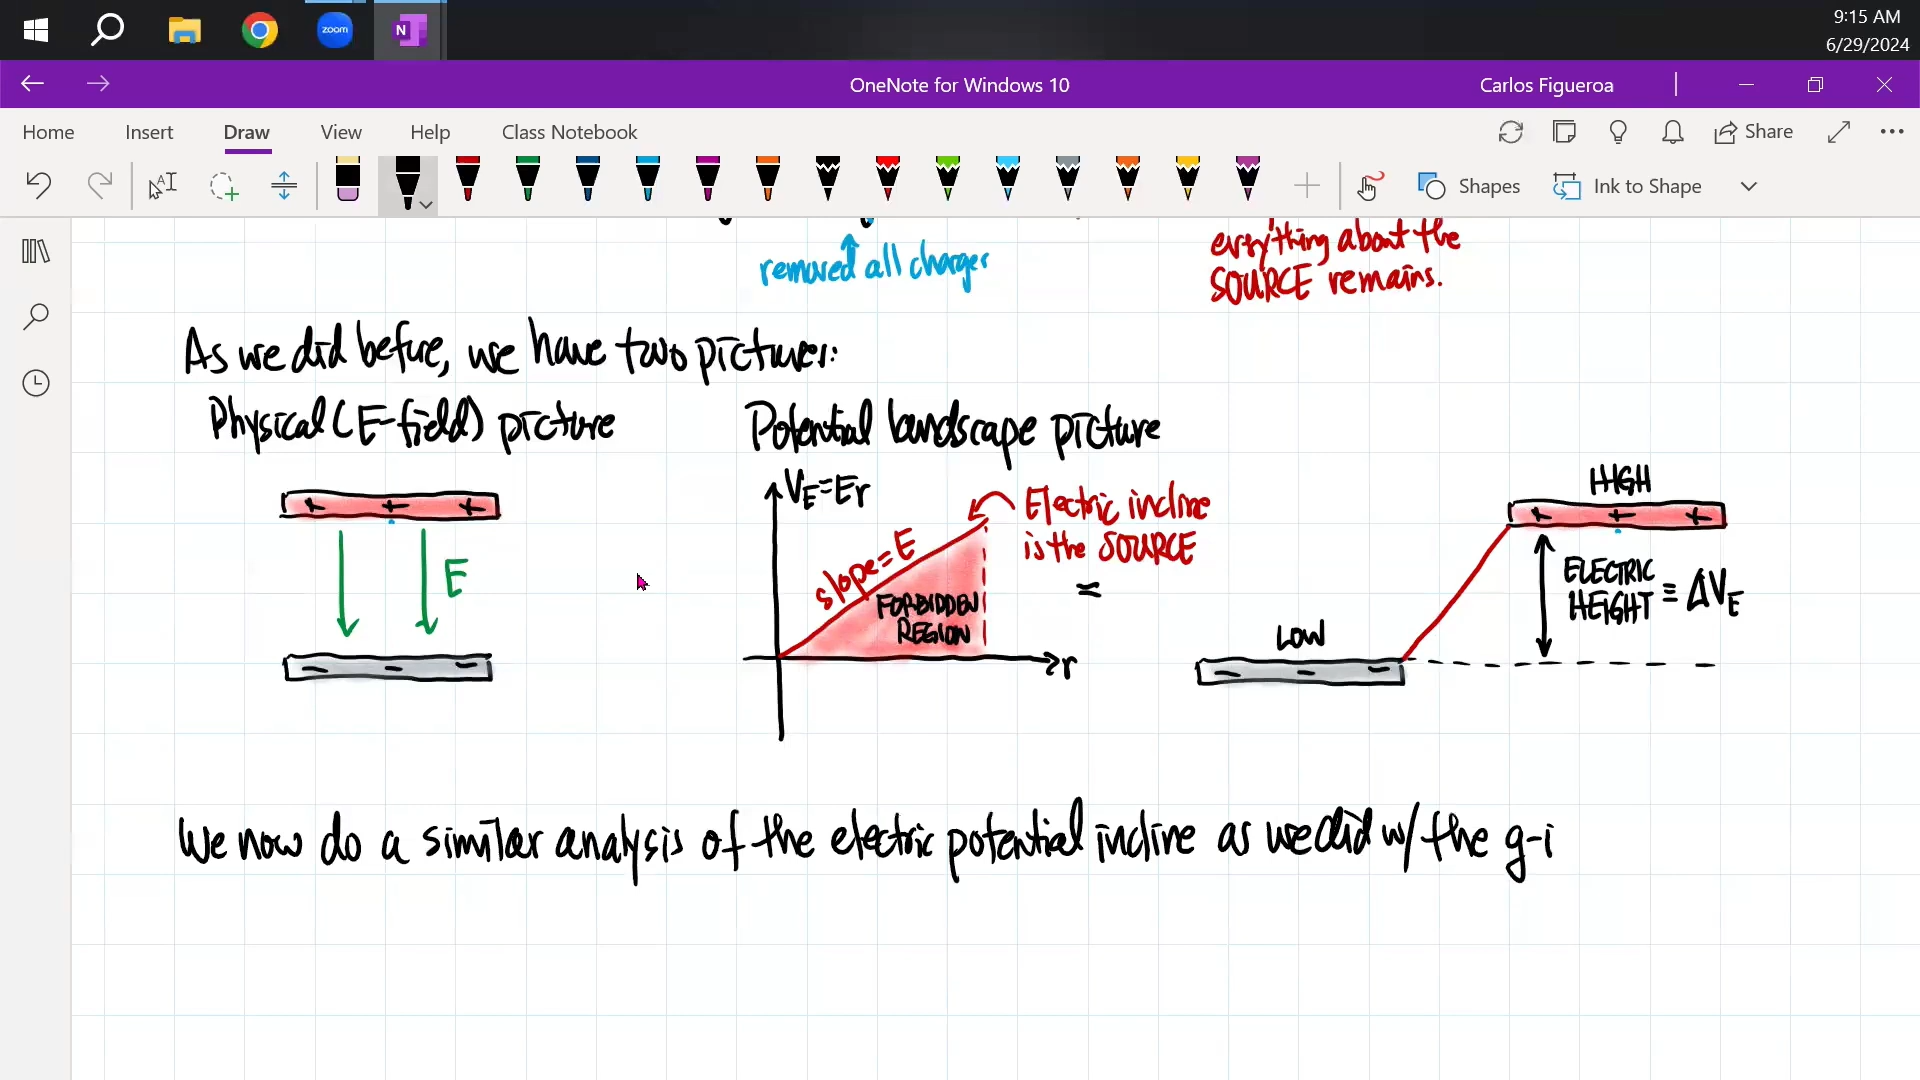 9:15 AM
zoom
N
6/29/2024
OneNote for Windows 10
Carlos Figueroa
Home Insert Draw View Help Class Notebook
Share
Shapes
Ink to Shape
removed all charges
everything about the
SOURCE remains.
As we did before, we have two pictures:
Physical (E-field) picture
Potential landscape picture
+ + +
E
- - -
V_E = Er
slope = E
FORBIDDEN
REGION
r
Electric incline
is the SOURCE
=
HIGH
+ + +
ELECTRIC
HEIGHT ≡ ΔV_E
LOW
- - -
We now do a similar analysis of the electric potential incline as we did w/ the g-i